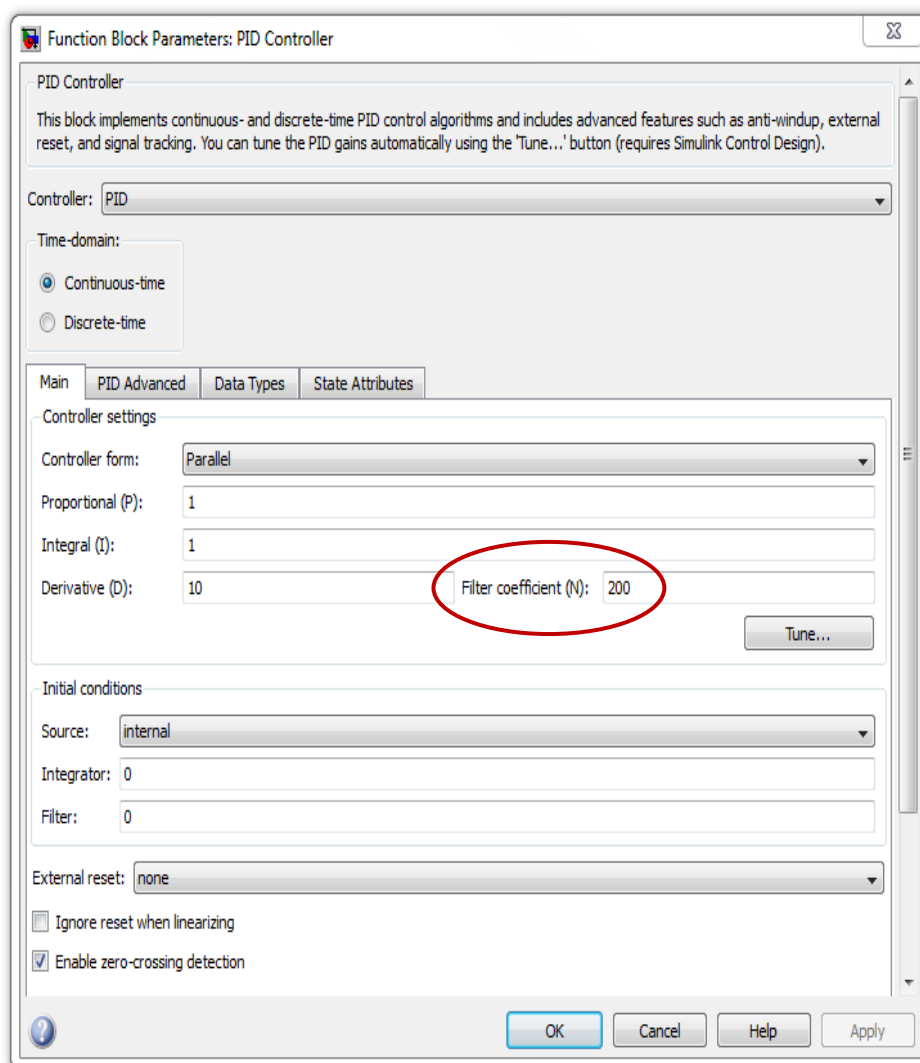 Function Block Parameters: PID Controller
PID Controller
This block implements continuous- and discrete-time PID control algorithms and includes advanced features such as anti-windup, external
reset, and signal tracking. You can tune the PID gains automatically using the 'Tune...' button (requires Simulink Control Design).
Controller: PID
Time-domain:
Continuous-time
Discrete-time
Main PID Advanced Data Types State Attributes
Controller settings
Controller form: Parallel
Proportional (P): 1
Integral (I): 1
Derivative (D): 10 Filter coefficient (N): 200
Tune...
Initial conditions
Source: internal
Integrator: 0
Filter: 0
External reset: none
Ignore reset when linearizing
Enable zero-crossing detection
OK Cancel Help Apply